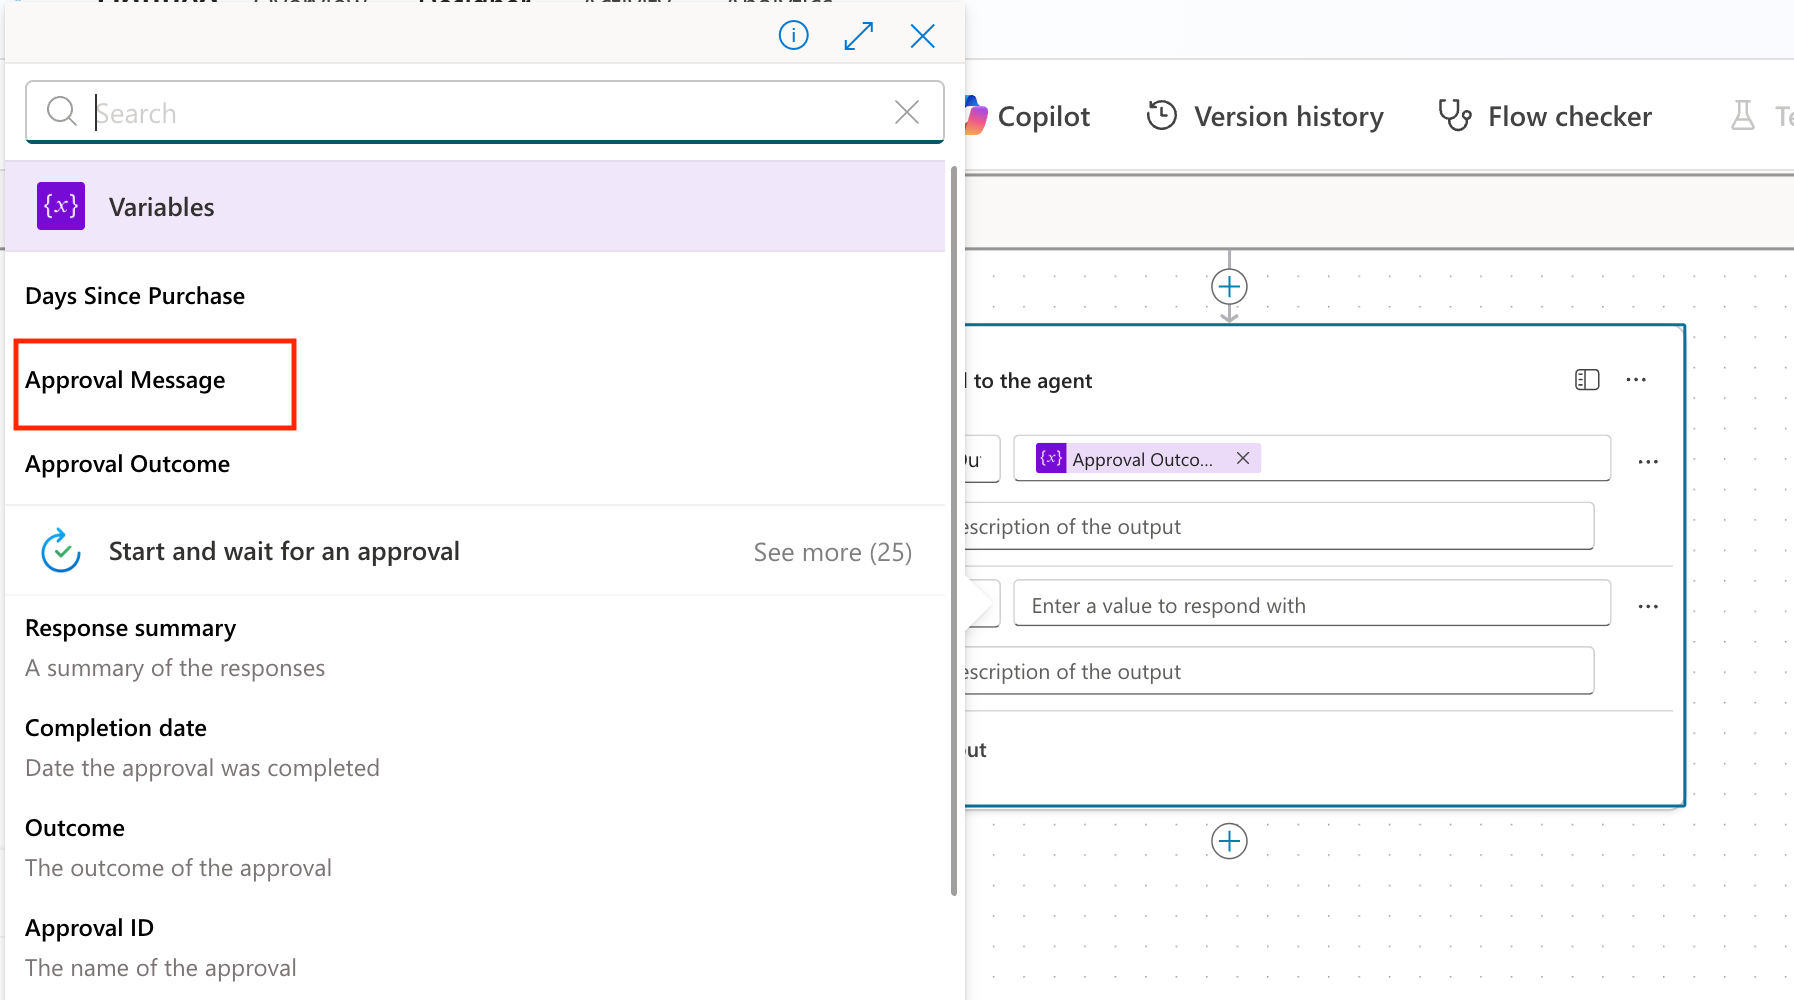 Search
Copilot
Version history
Flow checker
{x} Variables
Days Since Purchase
Approval Message
Approval Outcome
Start and wait for an approval
See more (25)
Response summary
A summary of the responses
Completion date
Date the approval was completed
Outcome
The outcome of the approval
Approval ID
The name of the approval
to the agent
{x} Approval Outco...
escription of the output
Enter a value to respond with
escription of the output